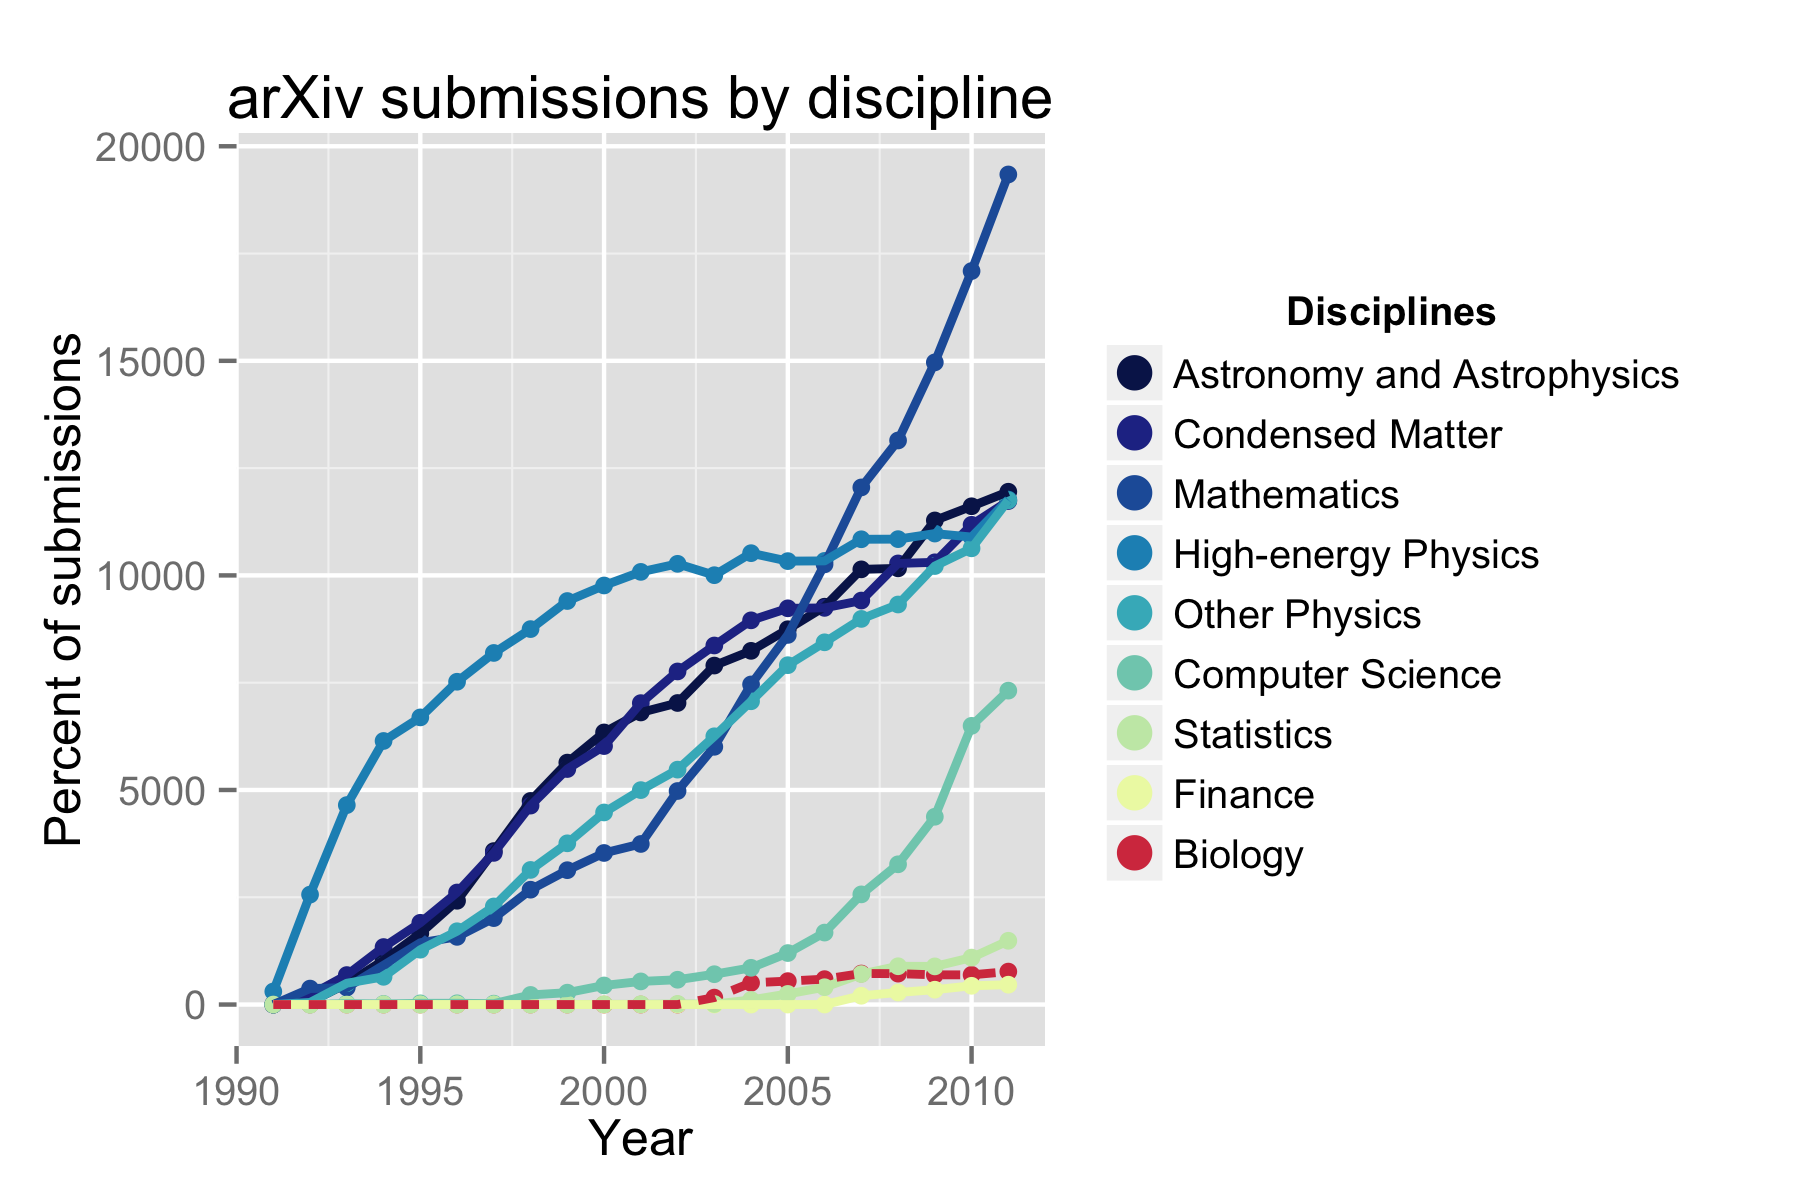 arXiv submissions by discipline
Percent of submissions
20000
15000
10000
5000
0
1990 1995 2000 2005 2010
Year
Disciplines
Astronomy and Astrophysics
Condensed Matter
Mathematics
High-energy Physics
Other Physics
Computer Science
Statistics
Finance
Biology